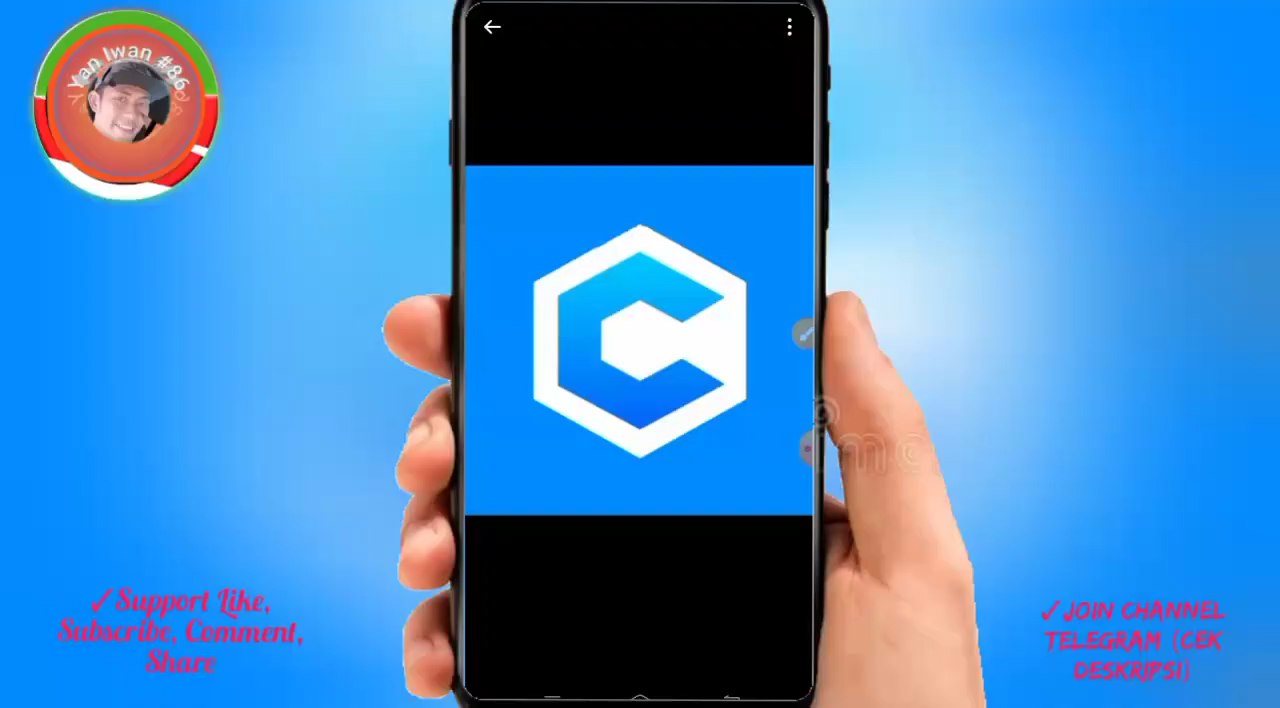 Yan Iwan #86
✓Support Like,
Subscribe, Comment,
Share
✓JOIN CHANNEL
TELEGRAM (CEK
DESKRIPSI)